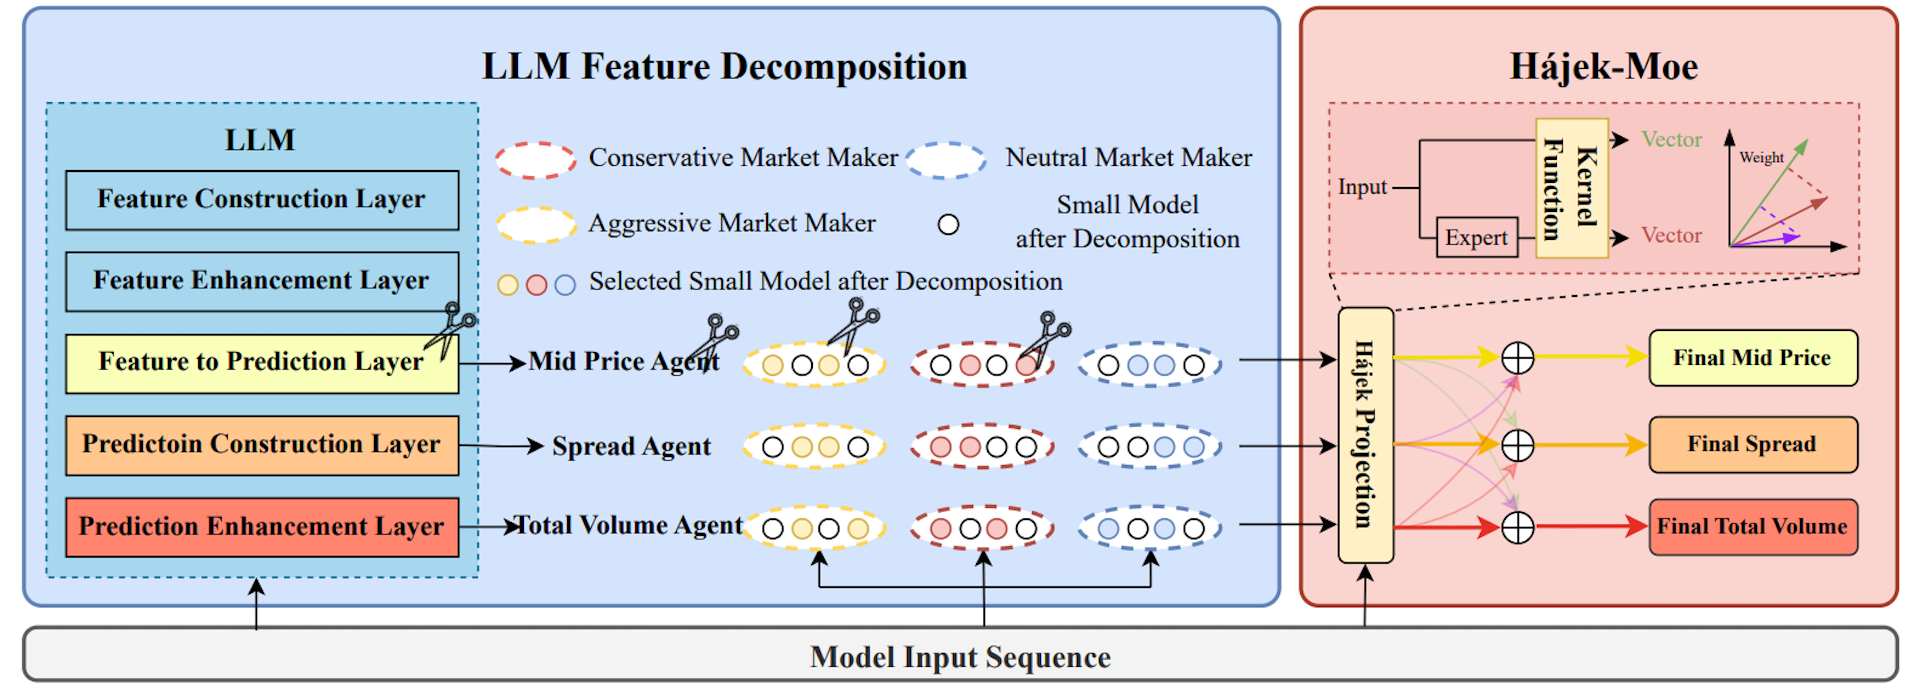 LLM Feature Decomposition
LLM
Feature Construction Layer
Feature Enhancement Layer
Feature to Prediction Layer
Predictoin Construction Layer
Prediction Enhancement Layer
Conservative Market Maker
Neutral Market Maker
Aggressive Market Maker
Small Model
after Decomposition
Selected Small Model after Decomposition
Mid Price Agent
Spread Agent
Total Volume Agent
Hájek-Moe
Input
Expert
Kernel
Function
Vector
Vector
Weight
Hájek Projection
Final Mid Price
Final Spread
Final Total Volume
Model Input Sequence